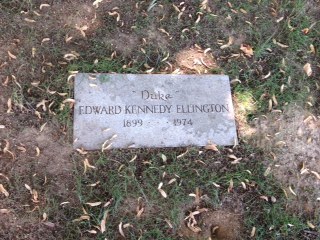 "Duke"
EDWARD KENNEDY ELLINGTON
1899 - 1974